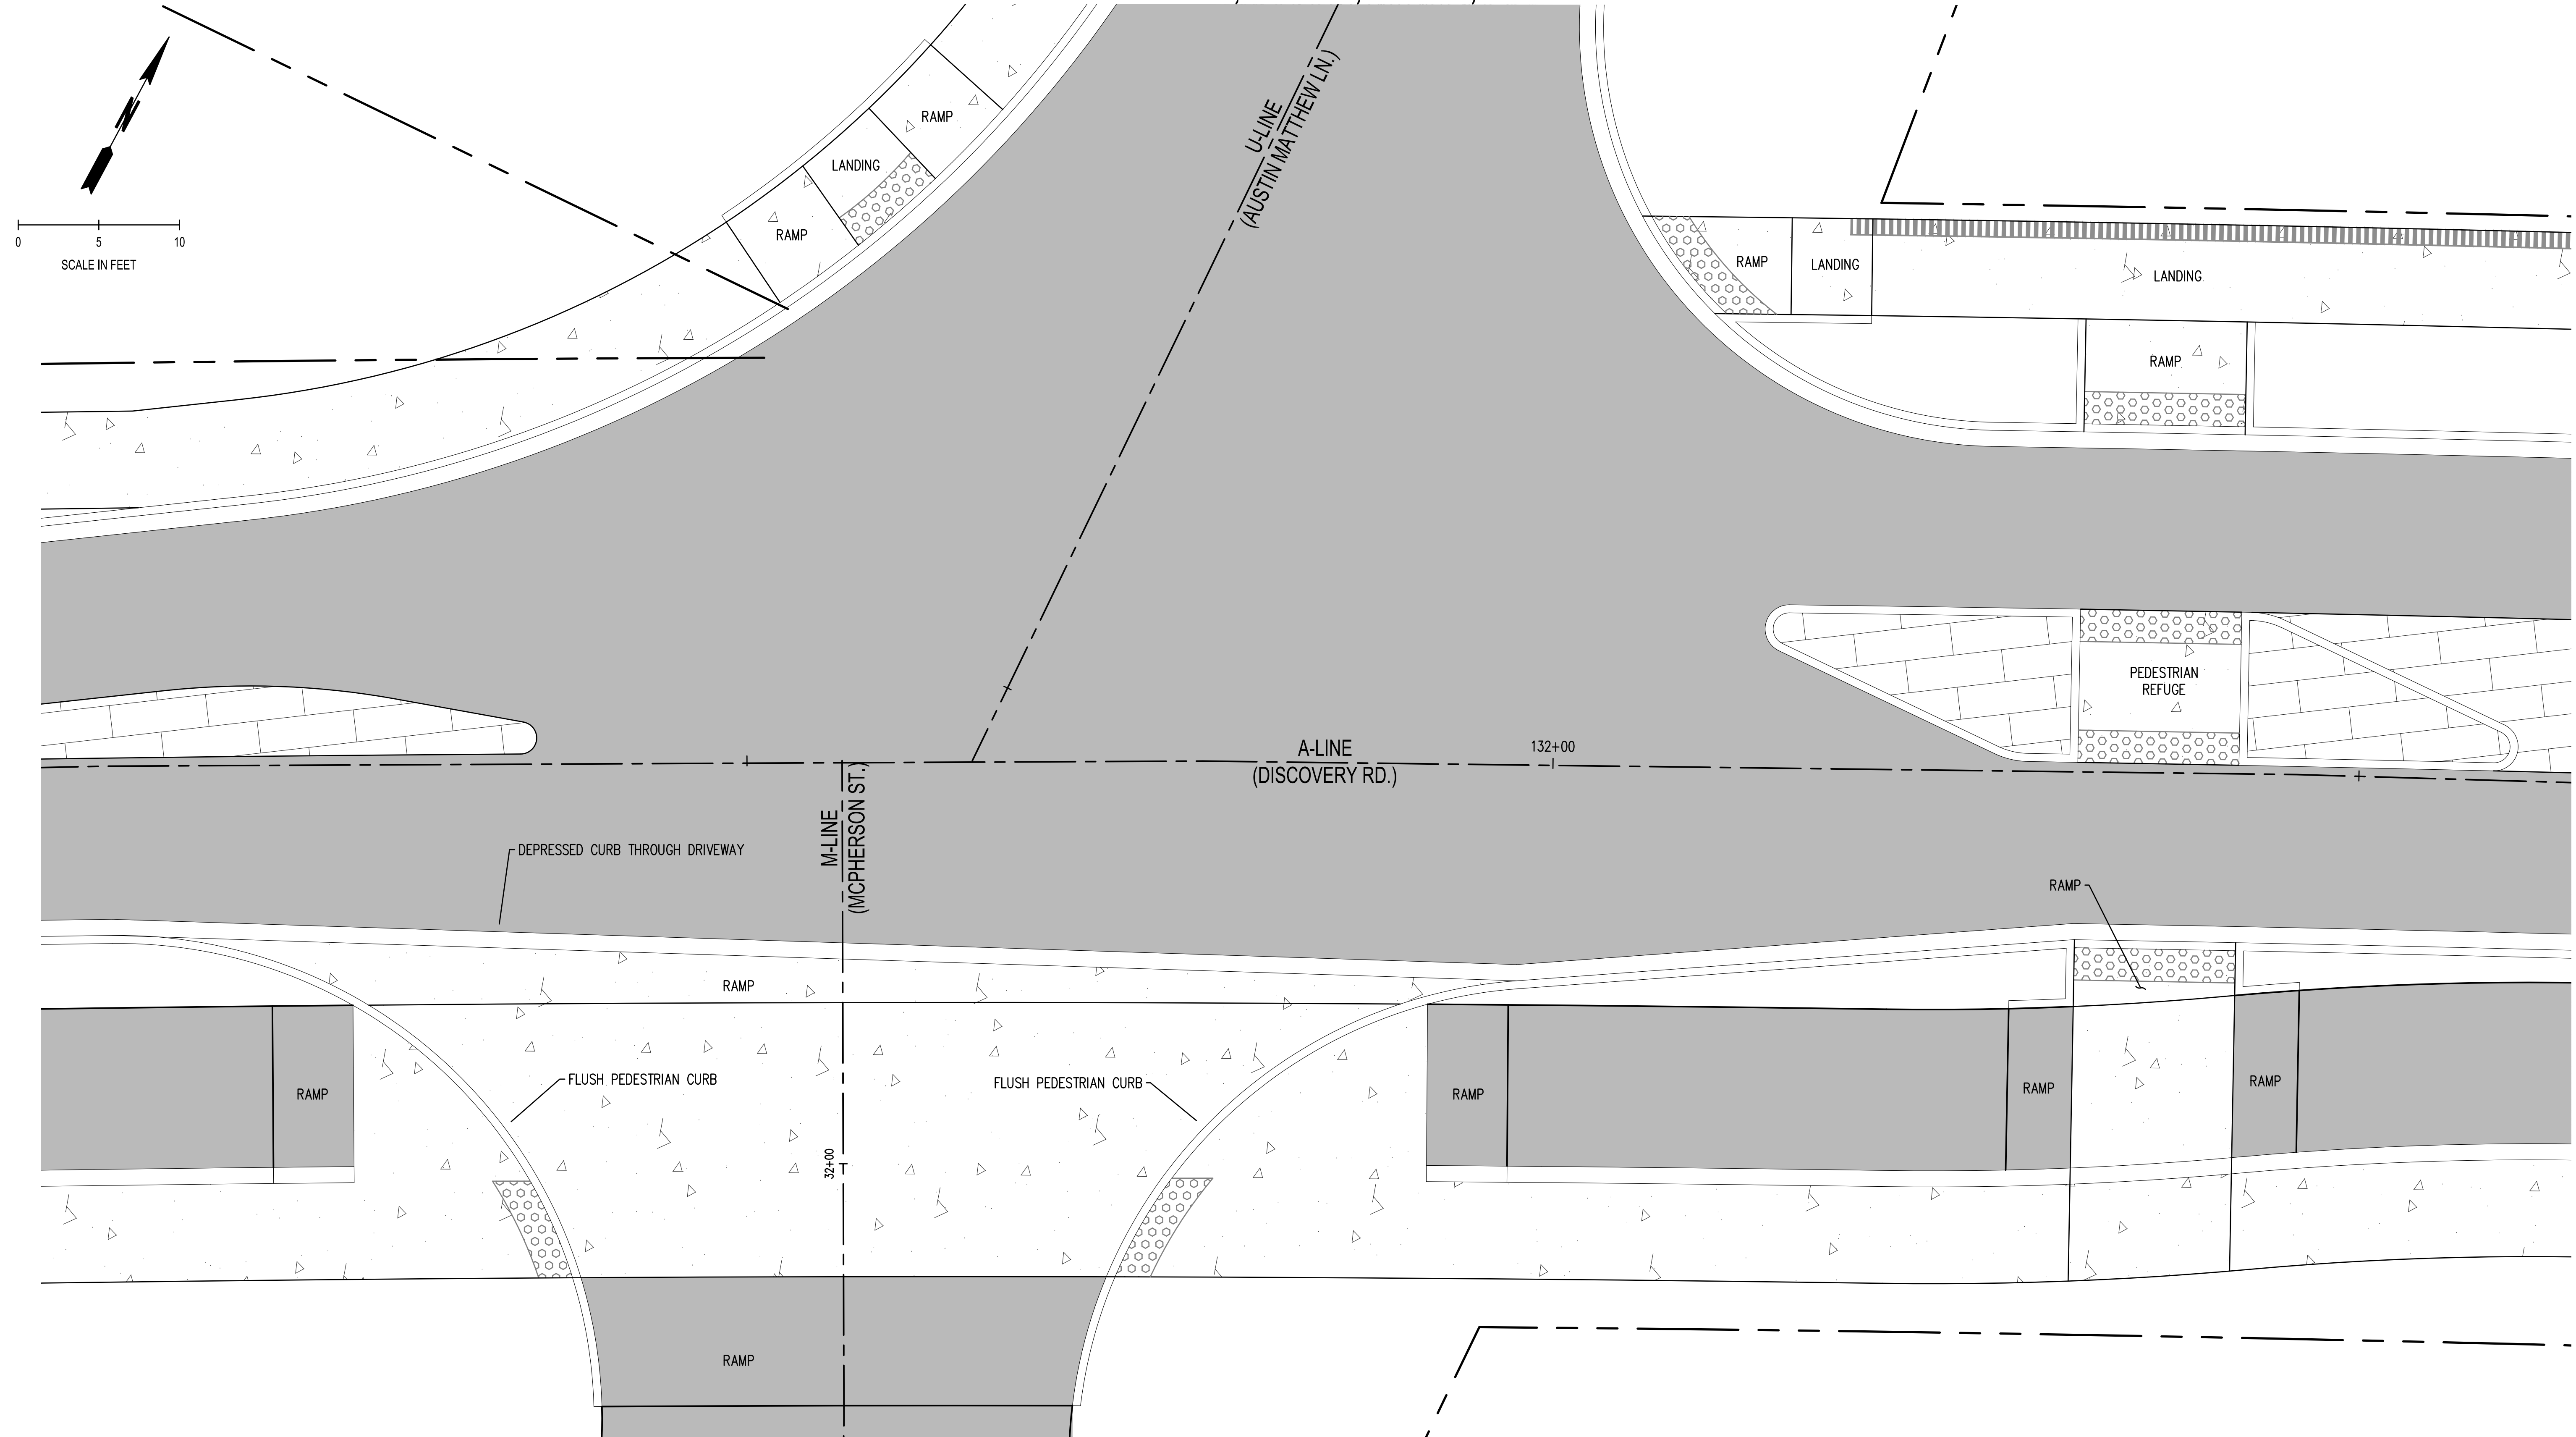 N
0 5 10
SCALE IN FEET
RAMP
LANDING
RAMP
U-LINE
(AUSTIN MATTHEW LN.)
RAMP
LANDING
LANDING
RAMP
PEDESTRIAN
REFUGE
A-LINE
(DISCOVERY RD.)
132+00
M-LINE
(MCPHERSON ST.)
DEPRESSED CURB THROUGH DRIVEWAY
RAMP
RAMP
FLUSH PEDESTRIAN CURB
FLUSH PEDESTRIAN CURB
RAMP
RAMP
RAMP
RAMP
32+00
RAMP